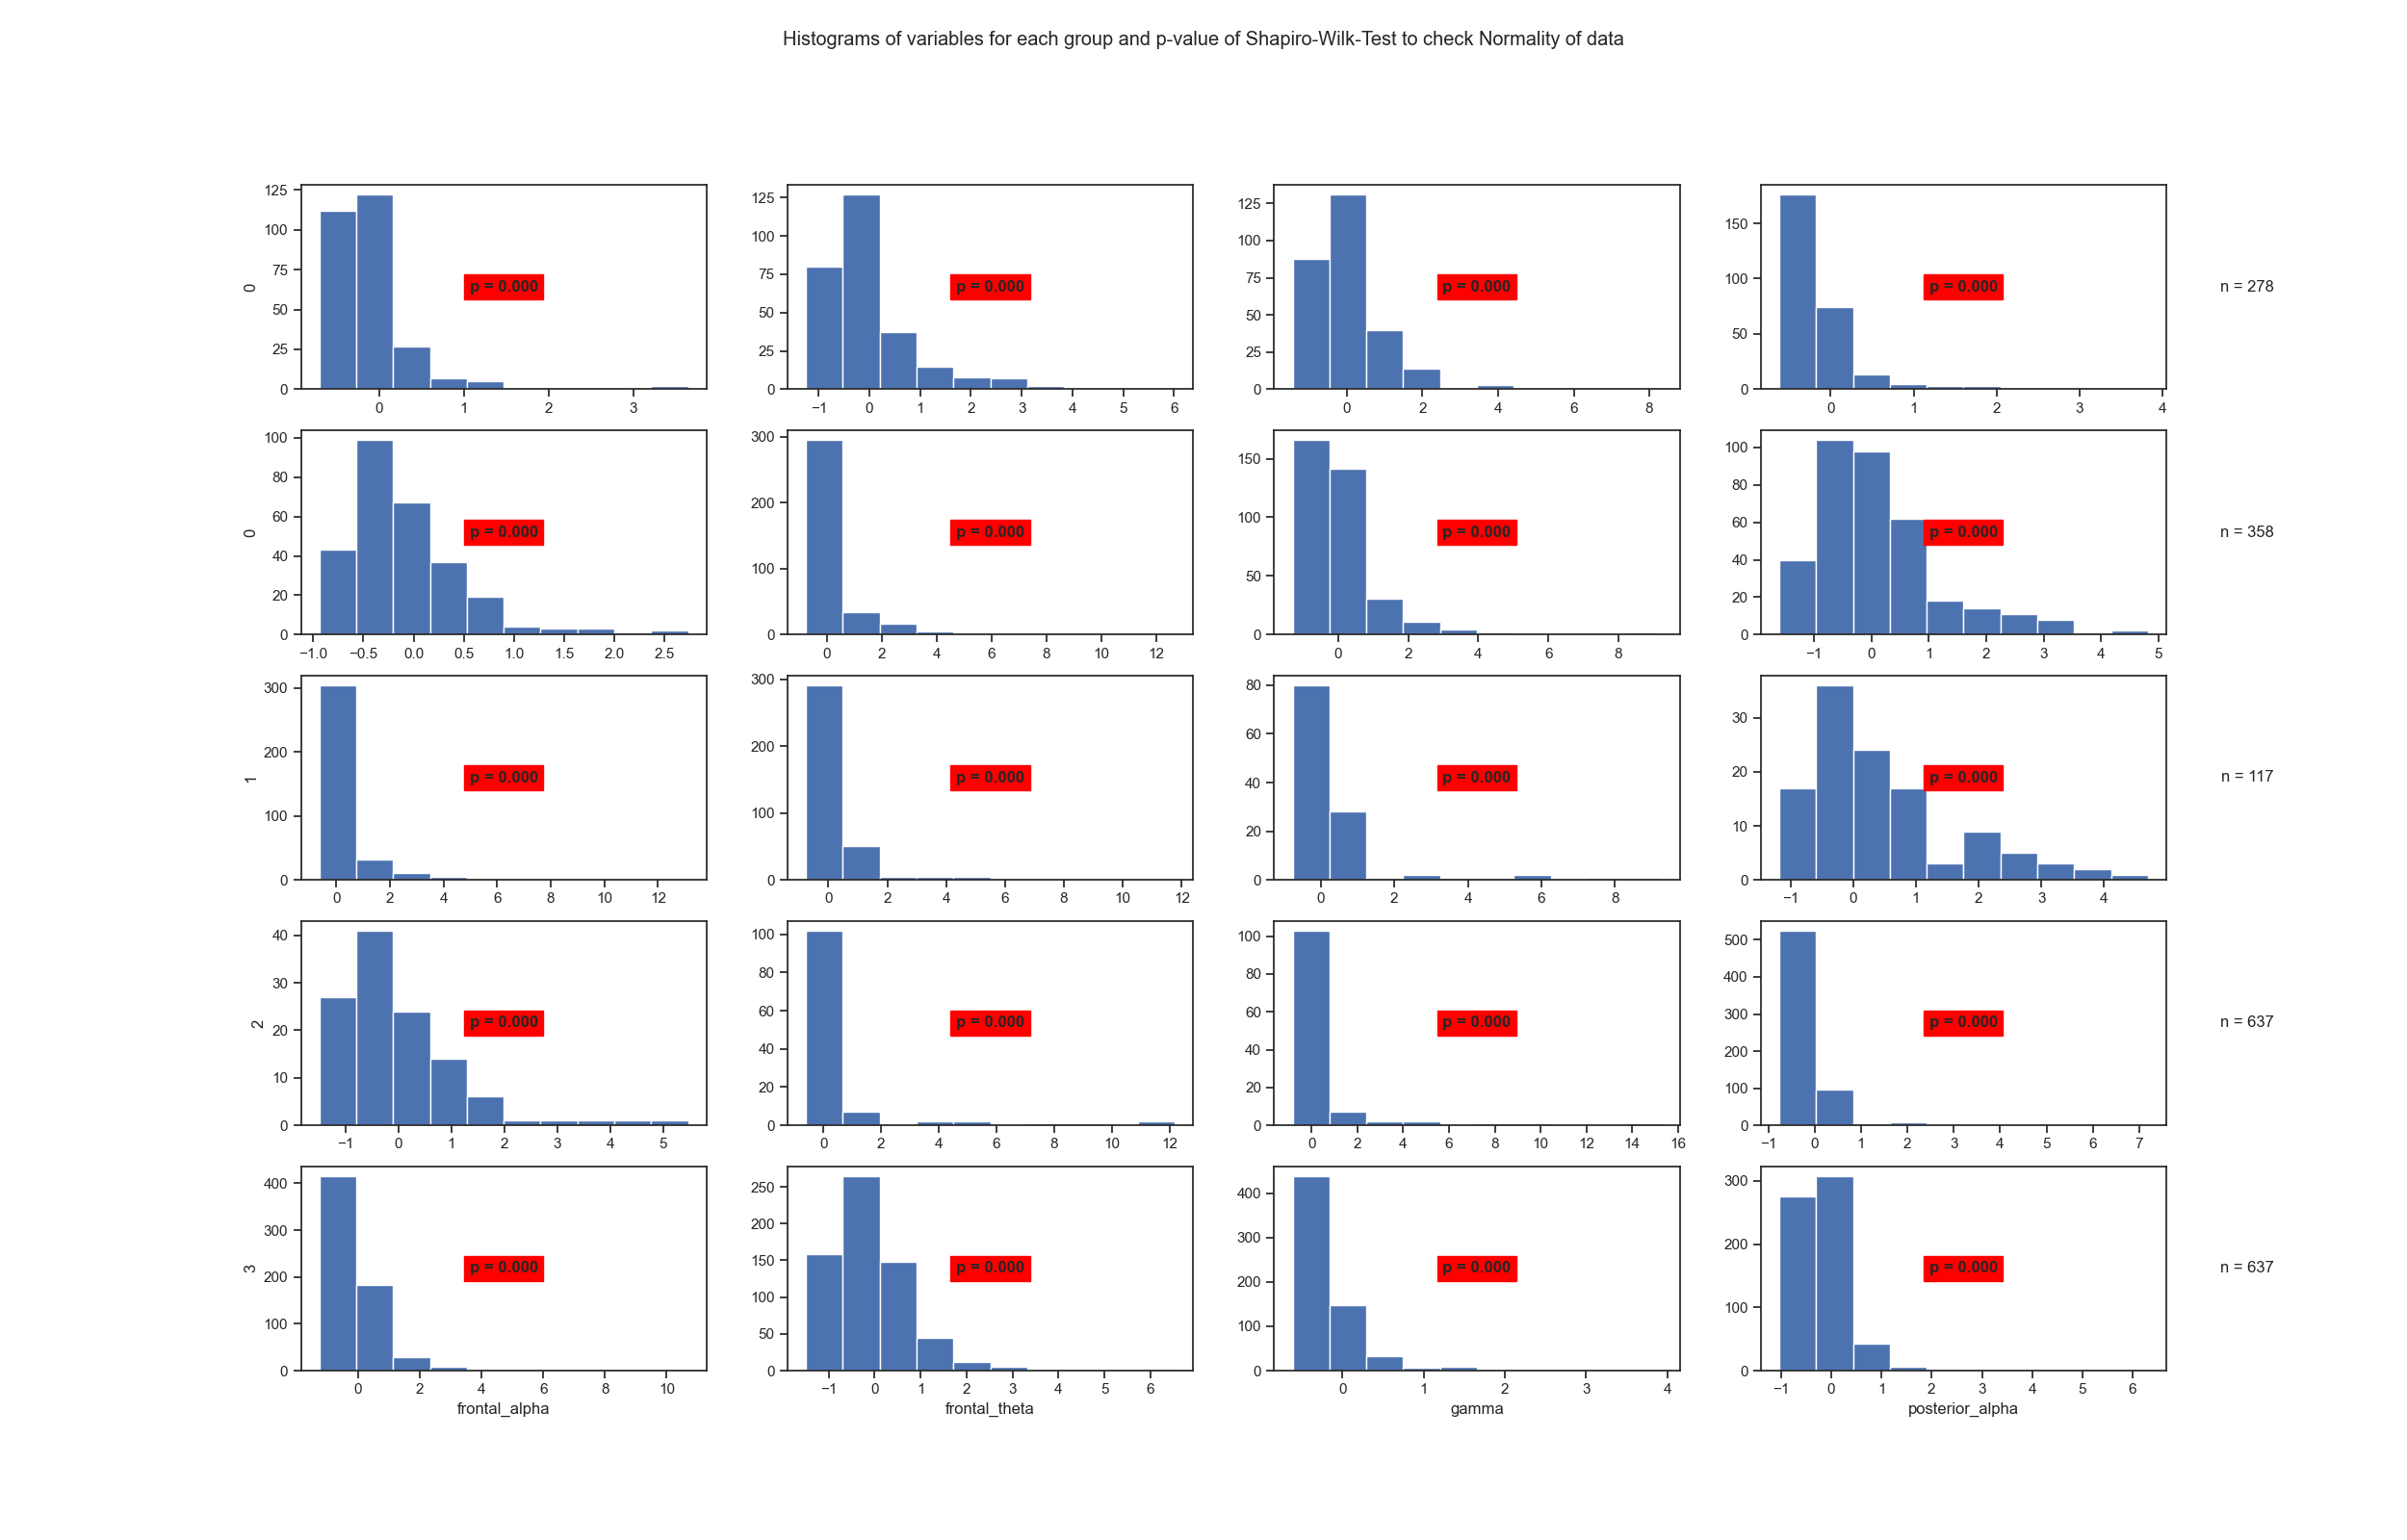 Histograms of variables for each group and p-value of Shapiro-Wilk-Test to check Normality of data
125
100
75
50
25
0
0
p = 0.000
0 1 2 3
125
100
75
50
25
0
p = 0.000
−1 0 1 2 3 4 5 6
125
100
75
50
25
0
p = 0.000
0 2 4 6 8
150
100
50
0
p = 0.000
0 1 2 3 4
n = 278
100
80
60
40
20
0
0
p = 0.000
−1.0 −0.5 0.0 0.5 1.0 1.5 2.0 2.5
300
200
100
0
p = 0.000
0 2 4 6 8 10 12
150
100
50
0
p = 0.000
0 2 4 6 8
100
80
60
40
20
0
p = 0.000
−1 0 1 2 3 4 5
n = 358
300
200
100
0
1
p = 0.000
0 2 4 6 8 10 12
300
200
100
0
p = 0.000
0 2 4 6 8 10 12
80
60
40
20
0
p = 0.000
0 2 4 6 8
30
20
10
0
p = 0.000
−1 0 1 2 3 4
n = 117
40
30
20
10
0
2
p = 0.000
−1 0 1 2 3 4 5
100
80
60
40
20
0
p = 0.000
0 2 4 6 8 10 12
100
80
60
40
20
0
p = 0.000
0 2 4 6 8 10 12 14 16
500
400
300
200
100
0
p = 0.000
−1 0 1 2 3 4 5 6 7
n = 637
400
300
200
100
0
3
p = 0.000
0 2 4 6 8 10
frontal_alpha
250
200
150
100
50
0
p = 0.000
−1 0 1 2 3 4 5 6
frontal_theta
400
300
200
100
0
p = 0.000
0 1 2 3 4
gamma
300
200
100
0
p = 0.000
−1 0 1 2 3 4 5 6
posterior_alpha
n = 637